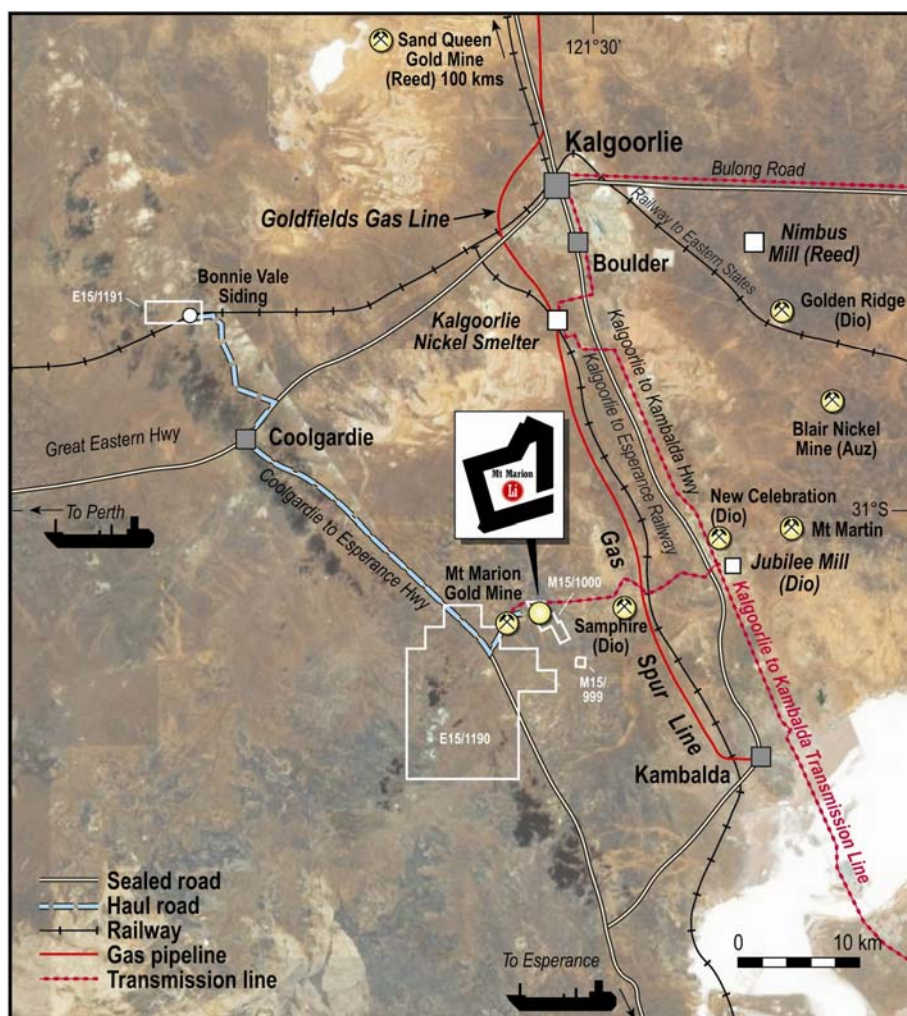 Sand Queen
Gold Mine
(Reed) 100 kms
121°30'
Kalgoorlie
Bulong Road
Goldfields Gas Line
Railway to Eastern States
Nimbus
Mill (Reed)
Boulder
Bonnie Vale
Siding
E15/1191
Golden Ridge
(Dio)
Kalgoorlie
Nickel Smelter
Kalgoorlie to Kambalda Hwy
Kalgoorlie to Esperance Railway
Blair Nickel
Mine (Auz)
Great Eastern Hwy
Coolgardie
Mt Marion
Li
To Perth
Coolgardie to Esperance Hwy
New Celebration
(Dio)
31°S
Mt Martin
Jubilee Mill
(Dio)
Mt Marion
Gold Mine
M15/1000
Gas Spur Line
Samphire
(Dio)
M15/
999
E15/1190
Kalgoorlie to Kambalda Transmission Line
Kambalda
Sealed road
Haul road
Railway
Gas pipeline
Transmission line
To Esperance
0 10 km